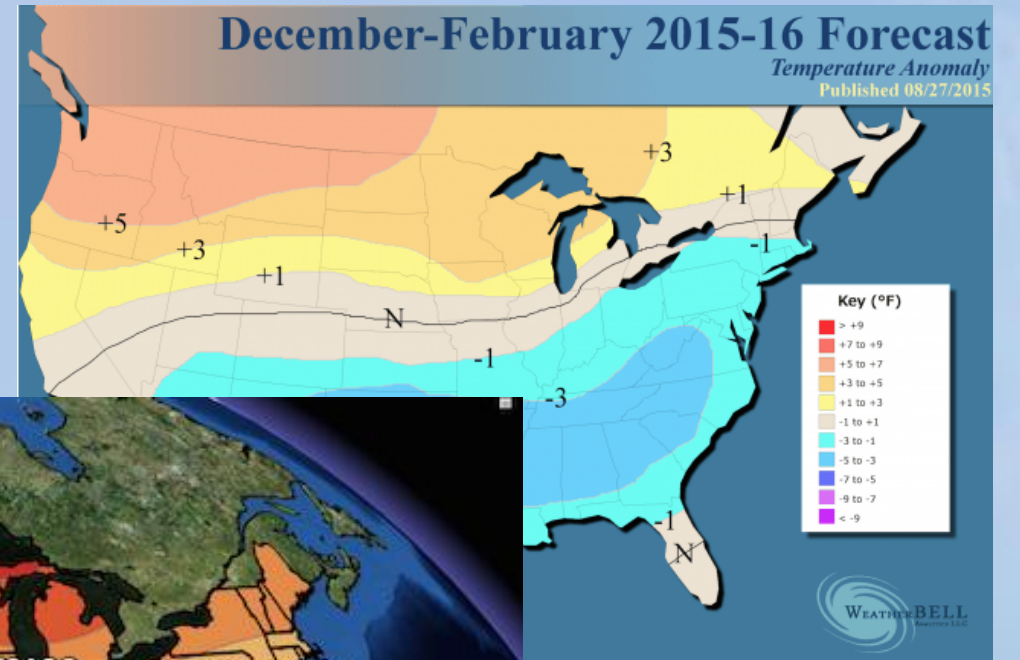 December-February 2015-16 Forecast
Temperature Anomaly
Published 08/27/2015
+3
+1
+5
+3
-1
+1
N
-1
-3
-1
N
Key (°F)
> +9
+7 to +9
+5 to +7
+3 to +5
+1 to +3
-1 to +1
-3 to -1
-5 to -3
-7 to -5
-9 to -7
< -9
WEATHERBELL
ANALYTICS LLC